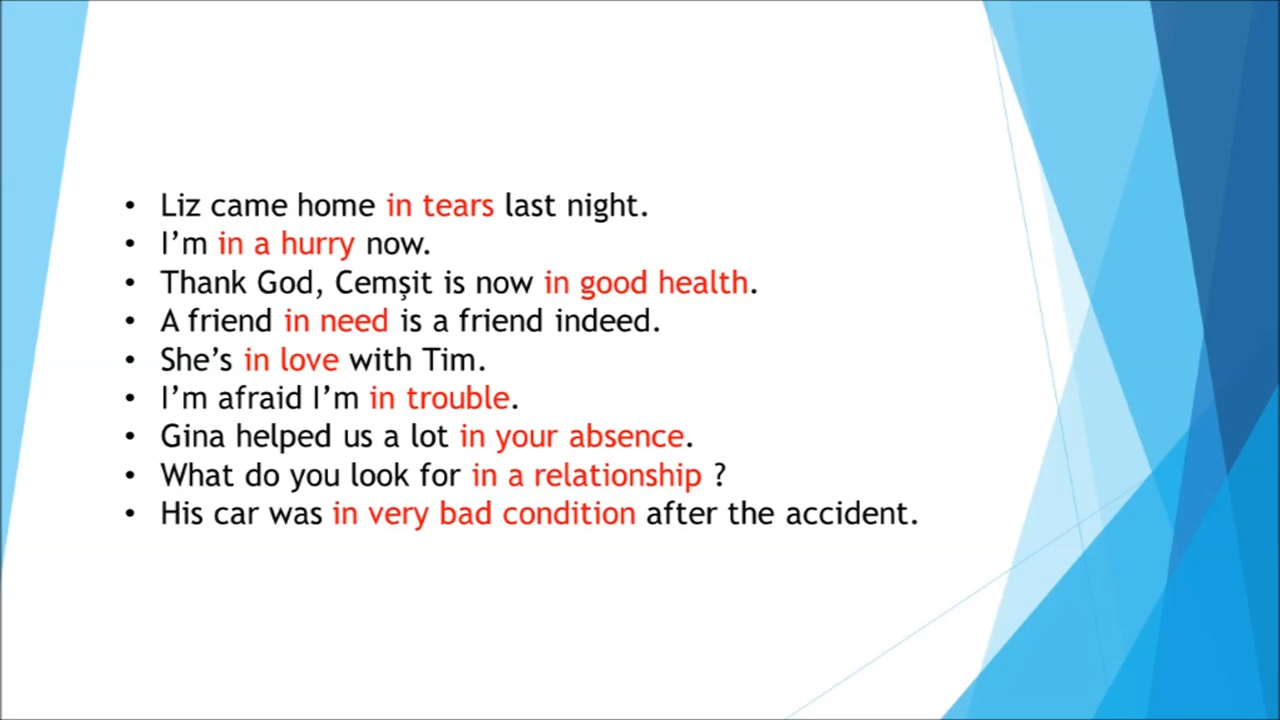 • Liz came home in tears last night.
• I’m in a hurry now.
• Thank God, Cemşit is now in good health.
• A friend in need is a friend indeed.
• She’s in love with Tim.
• I’m afraid I’m in trouble.
• Gina helped us a lot in your absence.
• What do you look for in a relationship ?
• His car was in very bad condition after the accident.